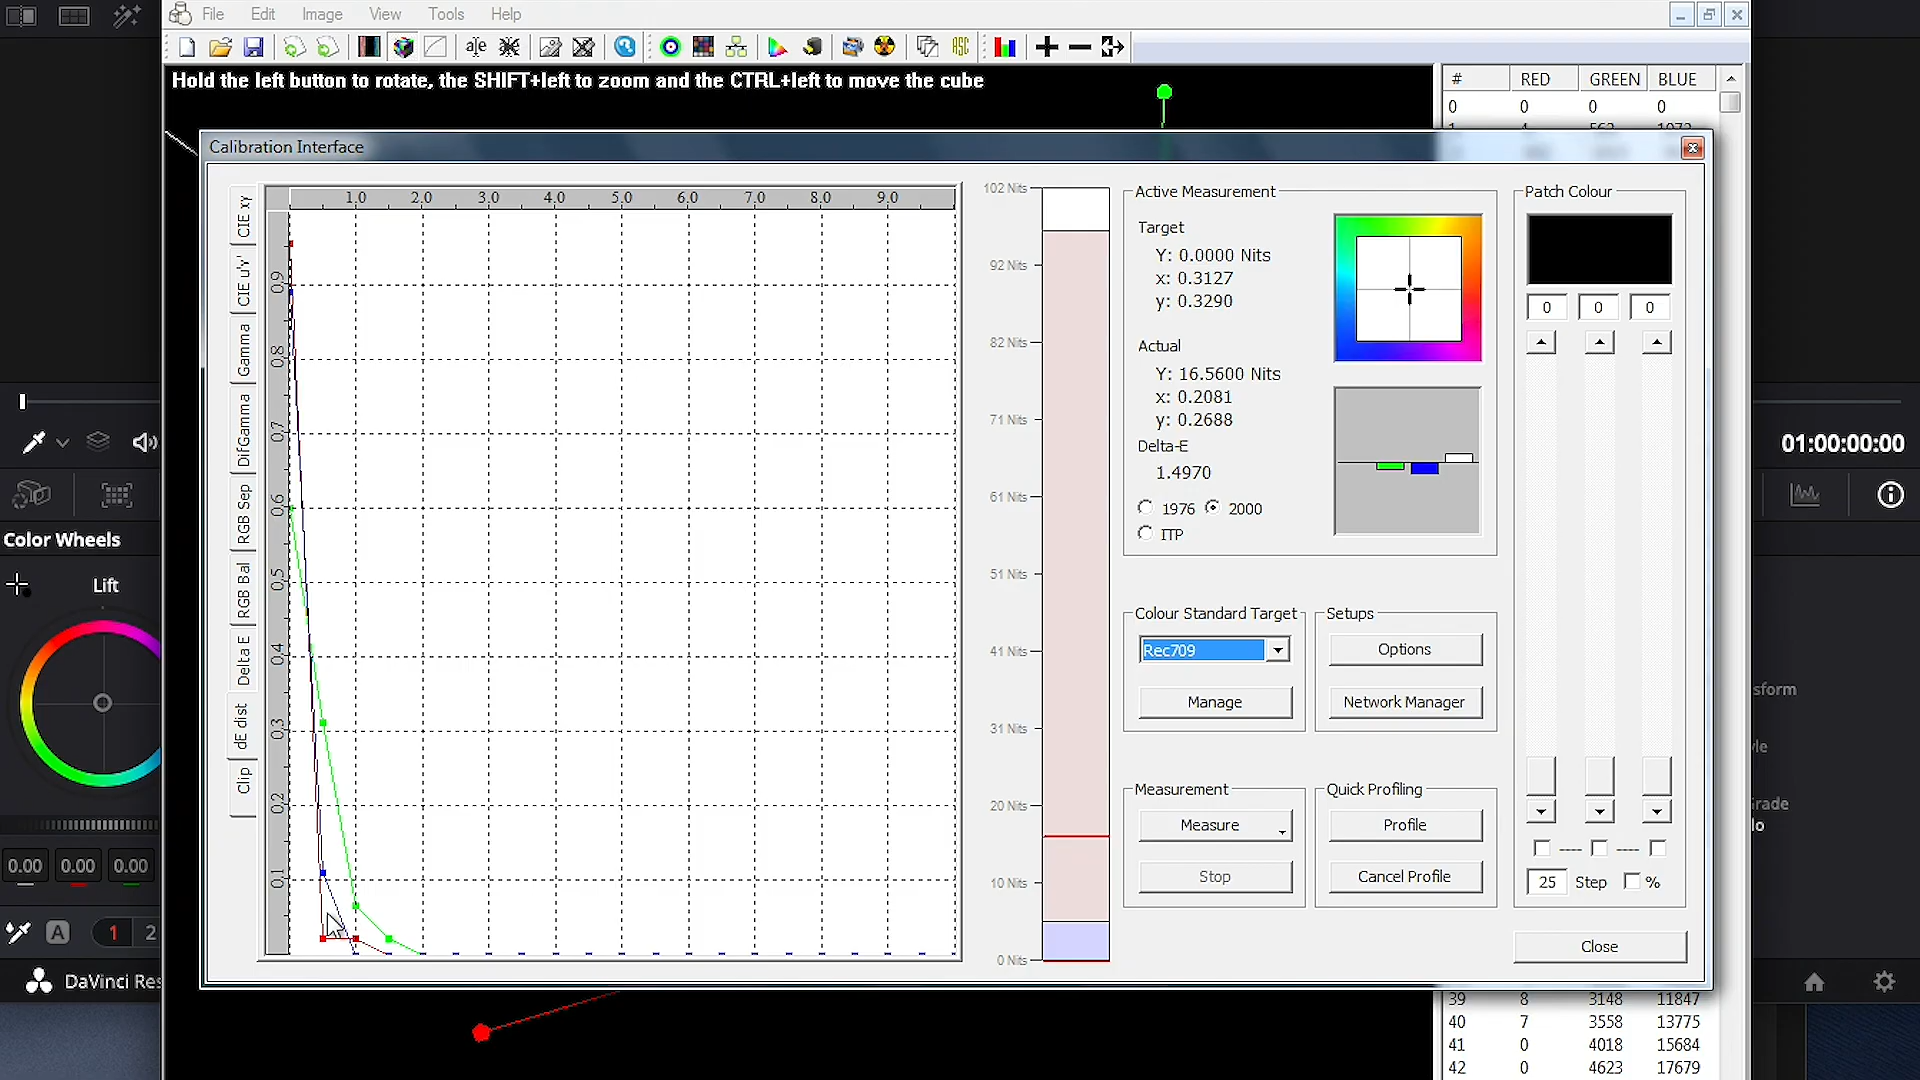 File Edit Image View Tools Help
Hold the left button to rotate, the SHIFT+left to zoom and the CTRL+left to move the cube
# RED GREEN BLUE
0 0 0 0
Calibration Interface
CIE xy
CIE u'v'
Gamma
DifGamma
RGB Sep
RGB Bal
Delta E
dE dist
Clip
1.0 2.0 3.0 4.0 5.0 6.0 7.0 8.0 9.0
0.9
0.8
0.7
0.6
0.5
0.4
0.3
0.2
0.1
102 Nits
92 Nits
82 Nits
71 Nits
61 Nits
51 Nits
41 Nits
31 Nits
20 Nits
10 Nits
0 Nits
Active Measurement
Target
Y: 0.0000 Nits
x: 0.3127
y: 0.3290
Actual
Y: 16.5600 Nits
x: 0.2081
y: 0.2688
Delta-E
1.4970
1976 2000
ITP
Colour Standard Target
Rec709
Manage
Setups
Options
Network Manager
Measurement
Measure
Stop
Quick Profiling
Profile
Cancel Profile
Patch Colour
0 0 0
25 Step %
Close
39 8 3148 11847
40 7 3558 13775
41 0 4018 15684
42 0 4623 17679
Color Wheels
Lift
0.00 0.00 0.00
A 1 2
DaVinci Res
01:00:00:00
sform
yle
Grade
lo